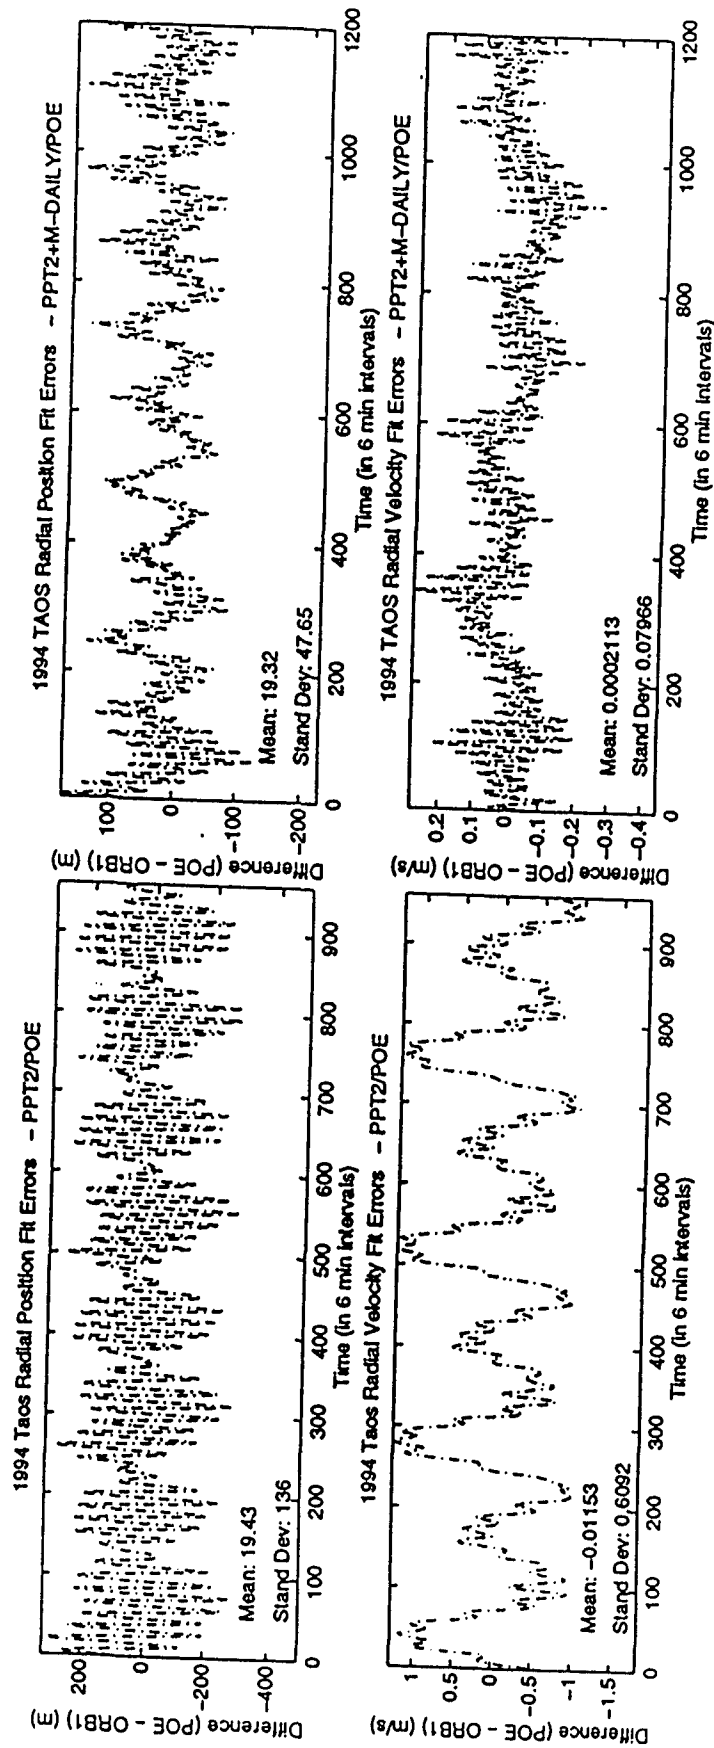 1994 Taos Radial Position Fit Errors - PPT2/POE
Difference (POE - ORB1) (m)
200
0
-200
-400
Mean: 19.43
Stand Dev: 136
0 100 200 300 400 500 600 700 800 900
Time (in 6 min intervals)
1994 TAOS Radial Position Fit Errors - PPT2+M-DAILY/POE
Difference (POE - ORB1) (m)
100
0
-100
-200
Mean: 19.32
Stand Dev: 47.65
0 200 400 600 800 1000 1200
Time (in 6 min intervals)
1994 Taos Radial Velocity Fit Errors - PPT2/POE
Difference (POE - ORB1) (m/s)
1
0.5
0
-0.5
-1
-1.5
Mean: -0.01153
Stand Dev: 0.6092
0 100 200 300 400 500 600 700 800 900
Time (in 6 min intervals)
1994 TAOS Radial Velocity Fit Errors - PPT2+M-DAILY/POE
Difference (POE - ORB1) (m/s)
0.2
0.1
0
-0.1
-0.2
-0.3
-0.4
Mean: 0.0002113
Stand Dev: 0.07966
0 200 400 600 800 1000 1200
Time (in 6 min intervals)